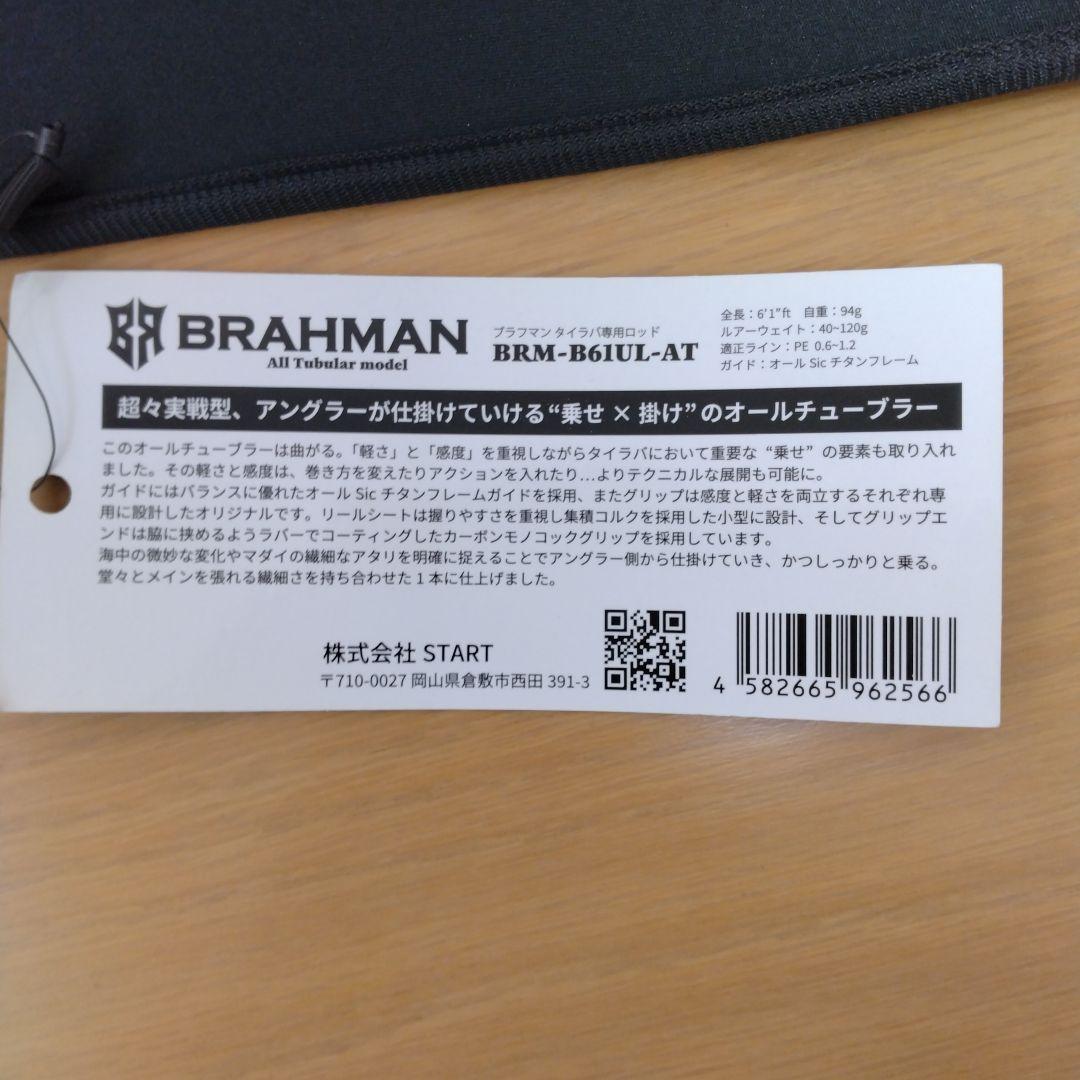 BR BRAHMAN
All Tubular model
ブラフマン タイラバ専用ロッド
BRM-B61UL-AT
全長:6'1"ft 自重:94g
ルアーウェイト:40~120g
適正ライン:PE 0.6~1.2
ガイド:オール Sic チタンフレーム
超々実戦型、アングラーが仕掛けていける“乗せ × 掛け”のオールチューブラー
このオールチューブラーは曲がる。「軽さ」と「感度」を重視しながらタイラバにおいて重要な “乗せ” の要素も取り入れ
ました。その軽さと感度は、巻き方を変えたりアクションを入れたり…よりテクニカルな展開も可能に。
ガイドにはバランスに優れたオール Sic チタンフレームガイドを採用、またグリップは感度と軽さを両立するそれぞれ専
用に設計したオリジナルです。リールシートは握りやすさを重視し集積コルクを採用した小型に設計、そしてグリップエ
ンドは脇に挟めるようラバーでコーティングしたカーボンモノコックグリップを採用しています。
海中の微妙な変化やマダイの繊細なアタリを明確に捉えることでアングラー側から仕掛けていき、かつしっかりと乗る。
堂々とメインを張れる繊細さを持ち合わせた 1 本に仕上げました。
株式会社 START
〒710-0027 岡山県倉敷市西田 391-3
4 582665 962566